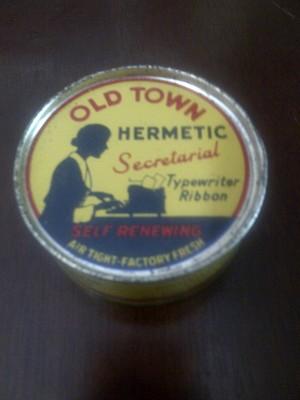 OLD TOWN
HERMETIC
Secretarial
Typewriter
Ribbon
SELF RENEWING
AIR TIGHT-FACTORY FRESH